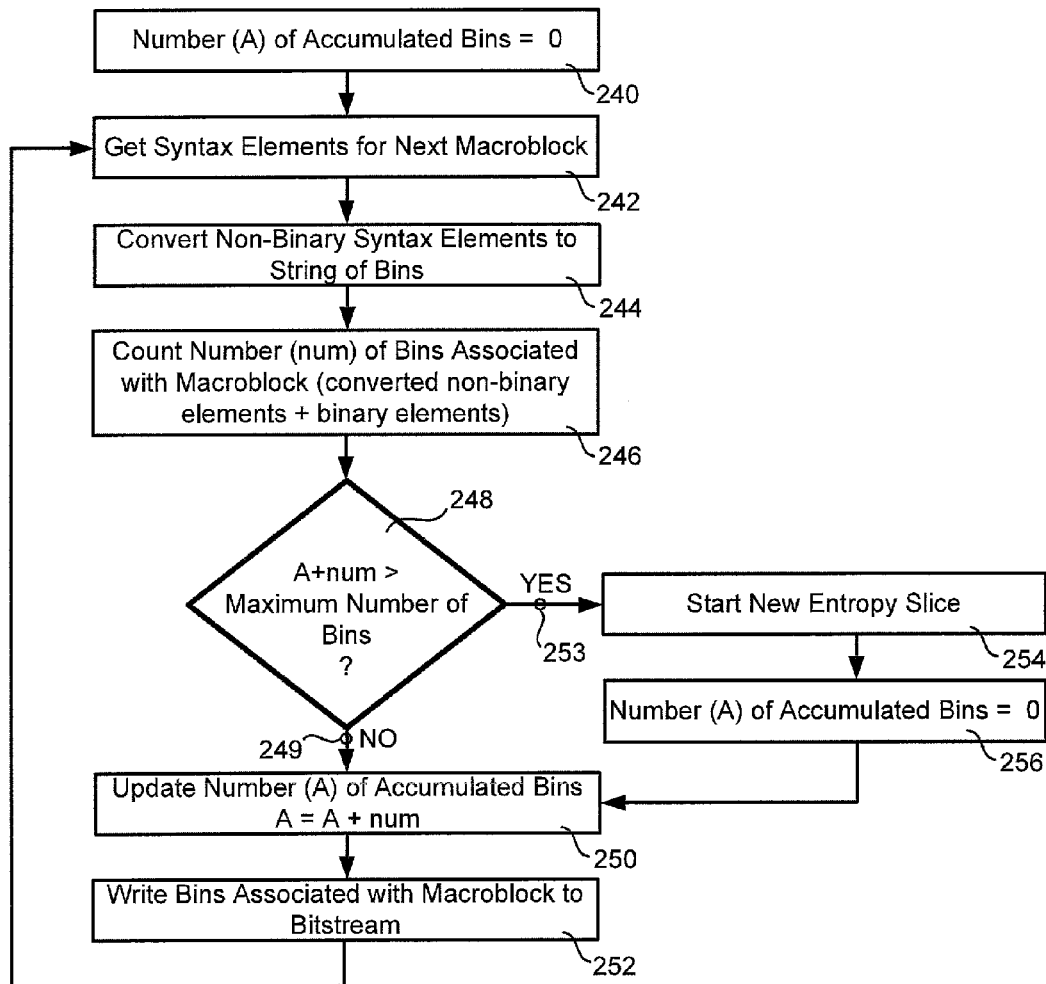 Number (A) of Accumulated Bins = 0
240
Get Syntax Elements for Next Macroblock
242
Convert Non-Binary Syntax Elements to
String of Bins
244
Count Number (num) of Bins Associated
with Macroblock (converted non-binary
elements + binary elements)
246
248
A+num >
Maximum Number of
Bins
?
YES
253
Start New Entropy Slice
254
Number (A) of Accumulated Bins = 0
256
249
NO
Update Number (A) of Accumulated Bins
A = A + num
250
Write Bins Associated with Macroblock to
Bitstream
252